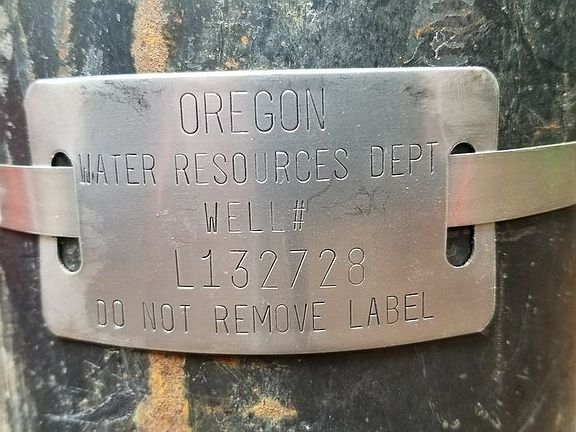 OREGON
WATER RESOURCES DEPT
WELL#
L132728
DO NOT REMOVE LABEL